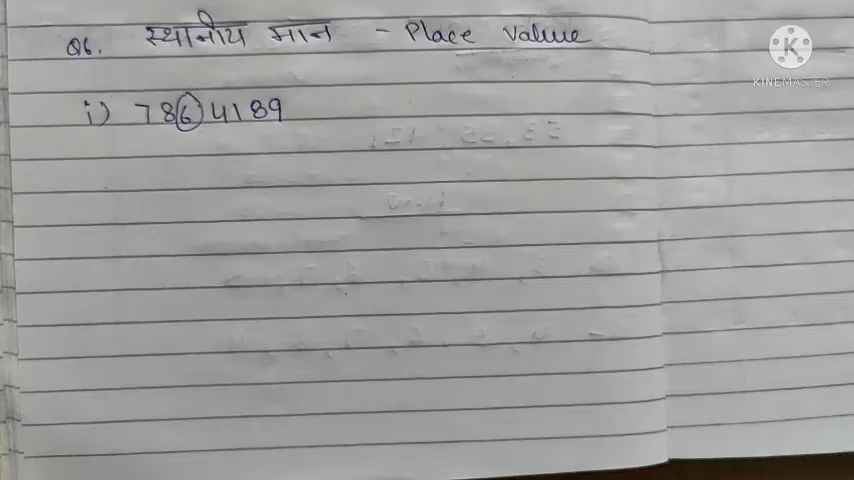 Q6. स्थानीय मान - Place Value
i) 7864189
KINEMASTER